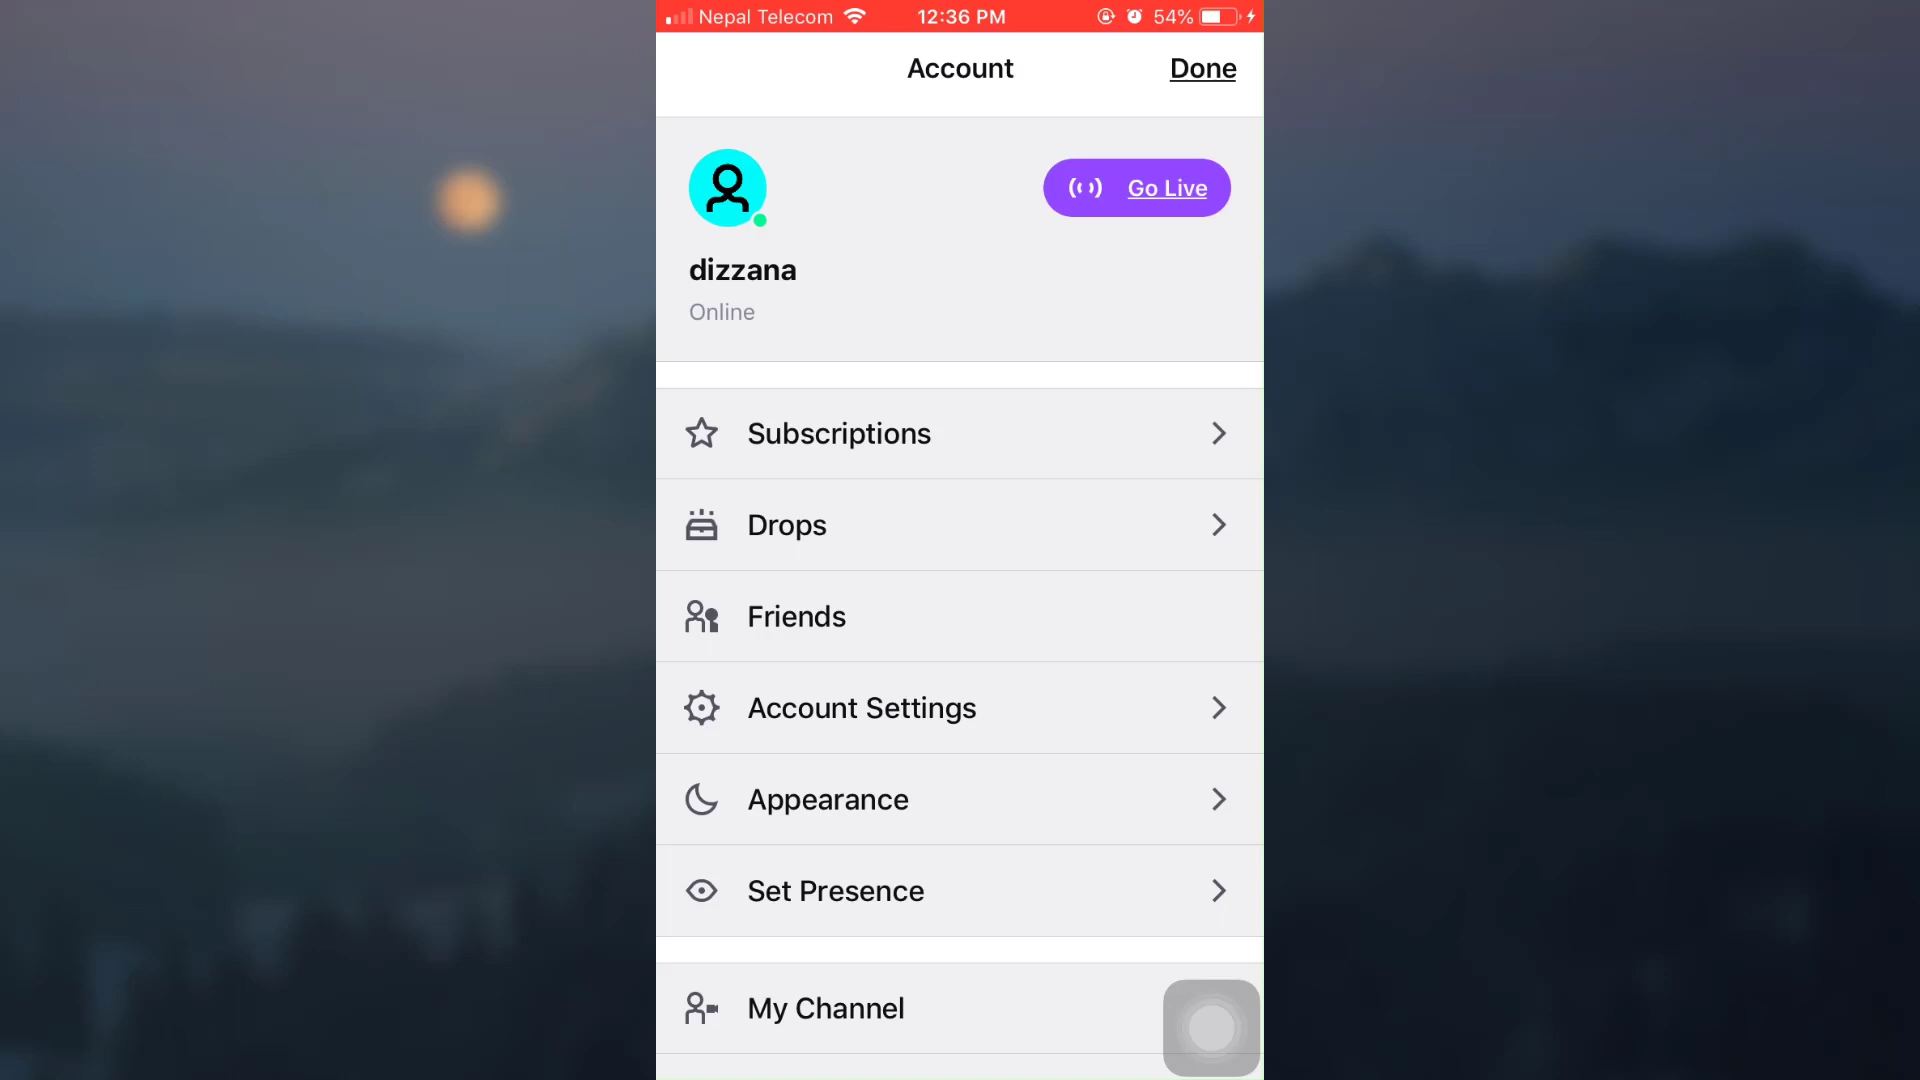 Nepal Telecom 12:36 PM 54%
Account Done
Go Live
dizzana
Online
Subscriptions
Drops
Friends
Account Settings
Appearance
Set Presence
My Channel